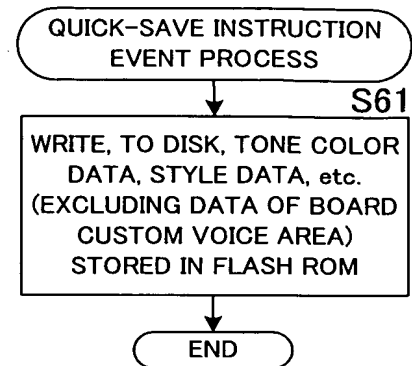 QUICK-SAVE INSTRUCTION
EVENT PROCESS
S61
WRITE, TO DISK, TONE COLOR
DATA, STYLE DATA, etc.
(EXCLUDING DATA OF BOARD
CUSTOM VOICE AREA)
STORED IN FLASH ROM
END